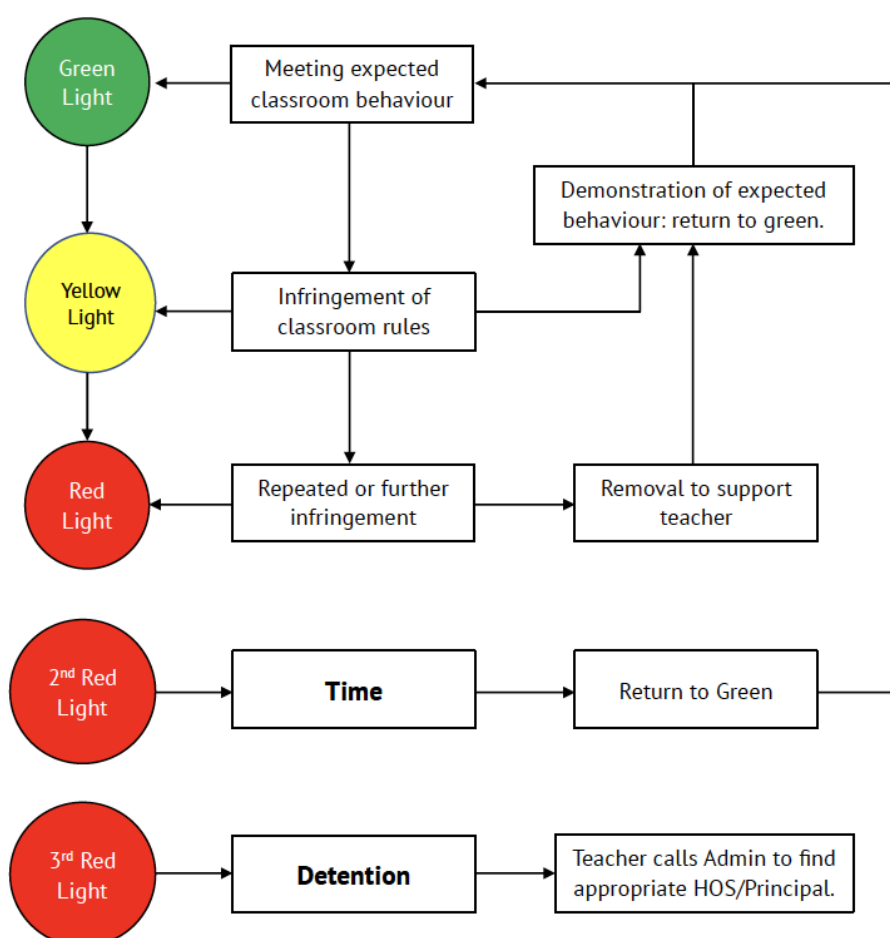 Green
Light
Meeting expected
classroom behaviour
Demonstration of expected
behaviour: return to green.
Yellow
Light
Infringement of
classroom rules
Red
Light
Repeated or further
infringement
Removal to support
teacher
2nd Red
Light
Time
Return to Green
3rd Red
Light
Detention
Teacher calls Admin to find
appropriate HOS/Principal.